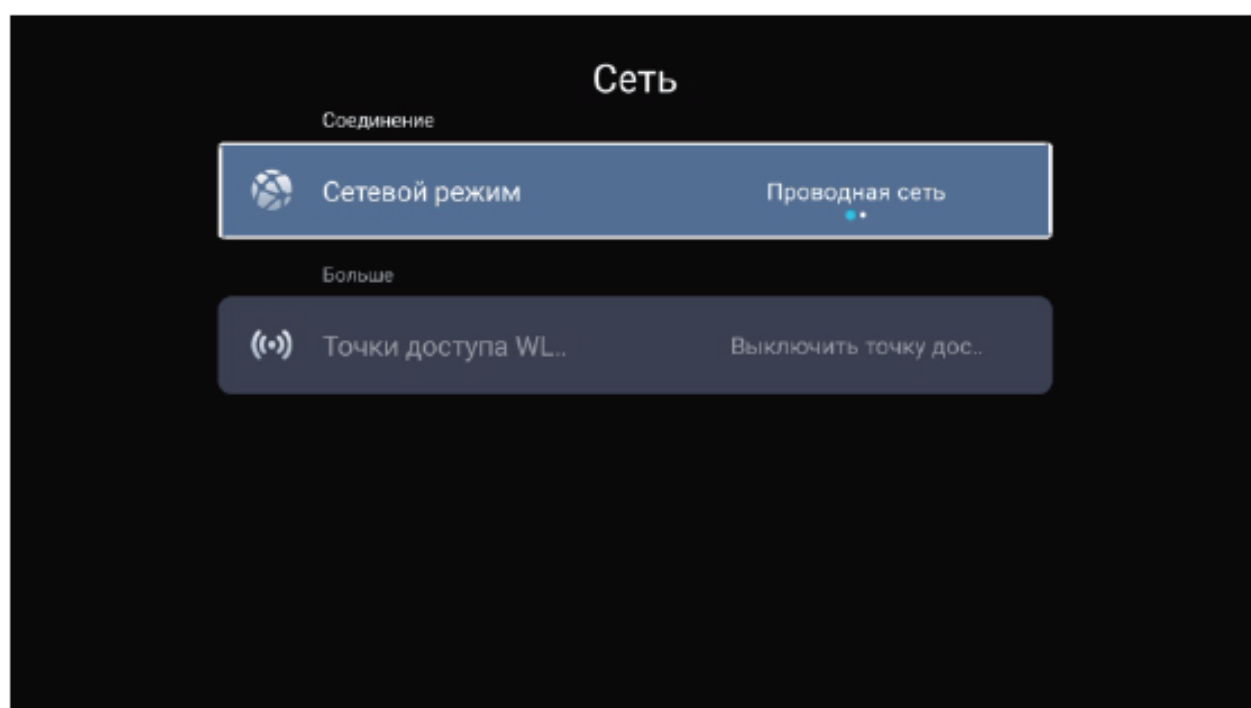 Сеть
Соединение
Сетевой режим Проводная сеть
Больше
Точки доступа WL.. Выключить точку дос..